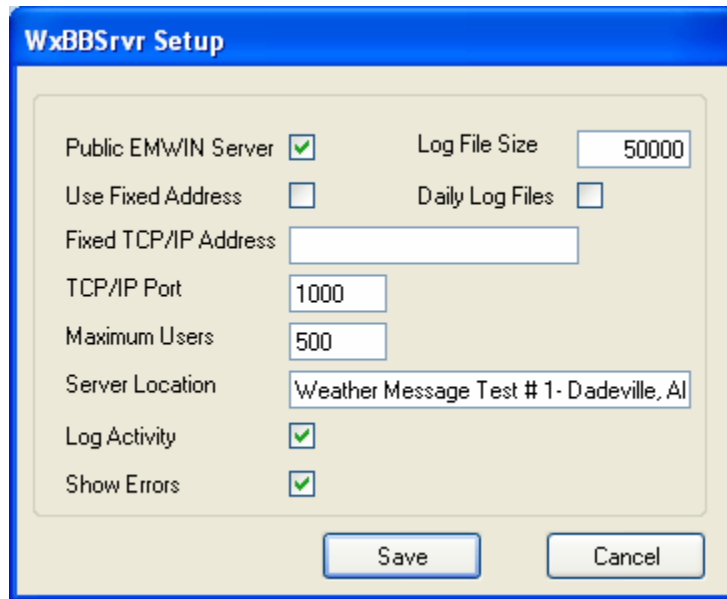 WxBBSrvr Setup
Public EMWIN Server
Log File Size 50000
Use Fixed Address
Daily Log Files
Fixed TCP/IP Address
TCP/IP Port 1000
Maximum Users 500
Server Location Weather Message Test # 1- Dadeville, Al
Log Activity
Show Errors
Save
Cancel